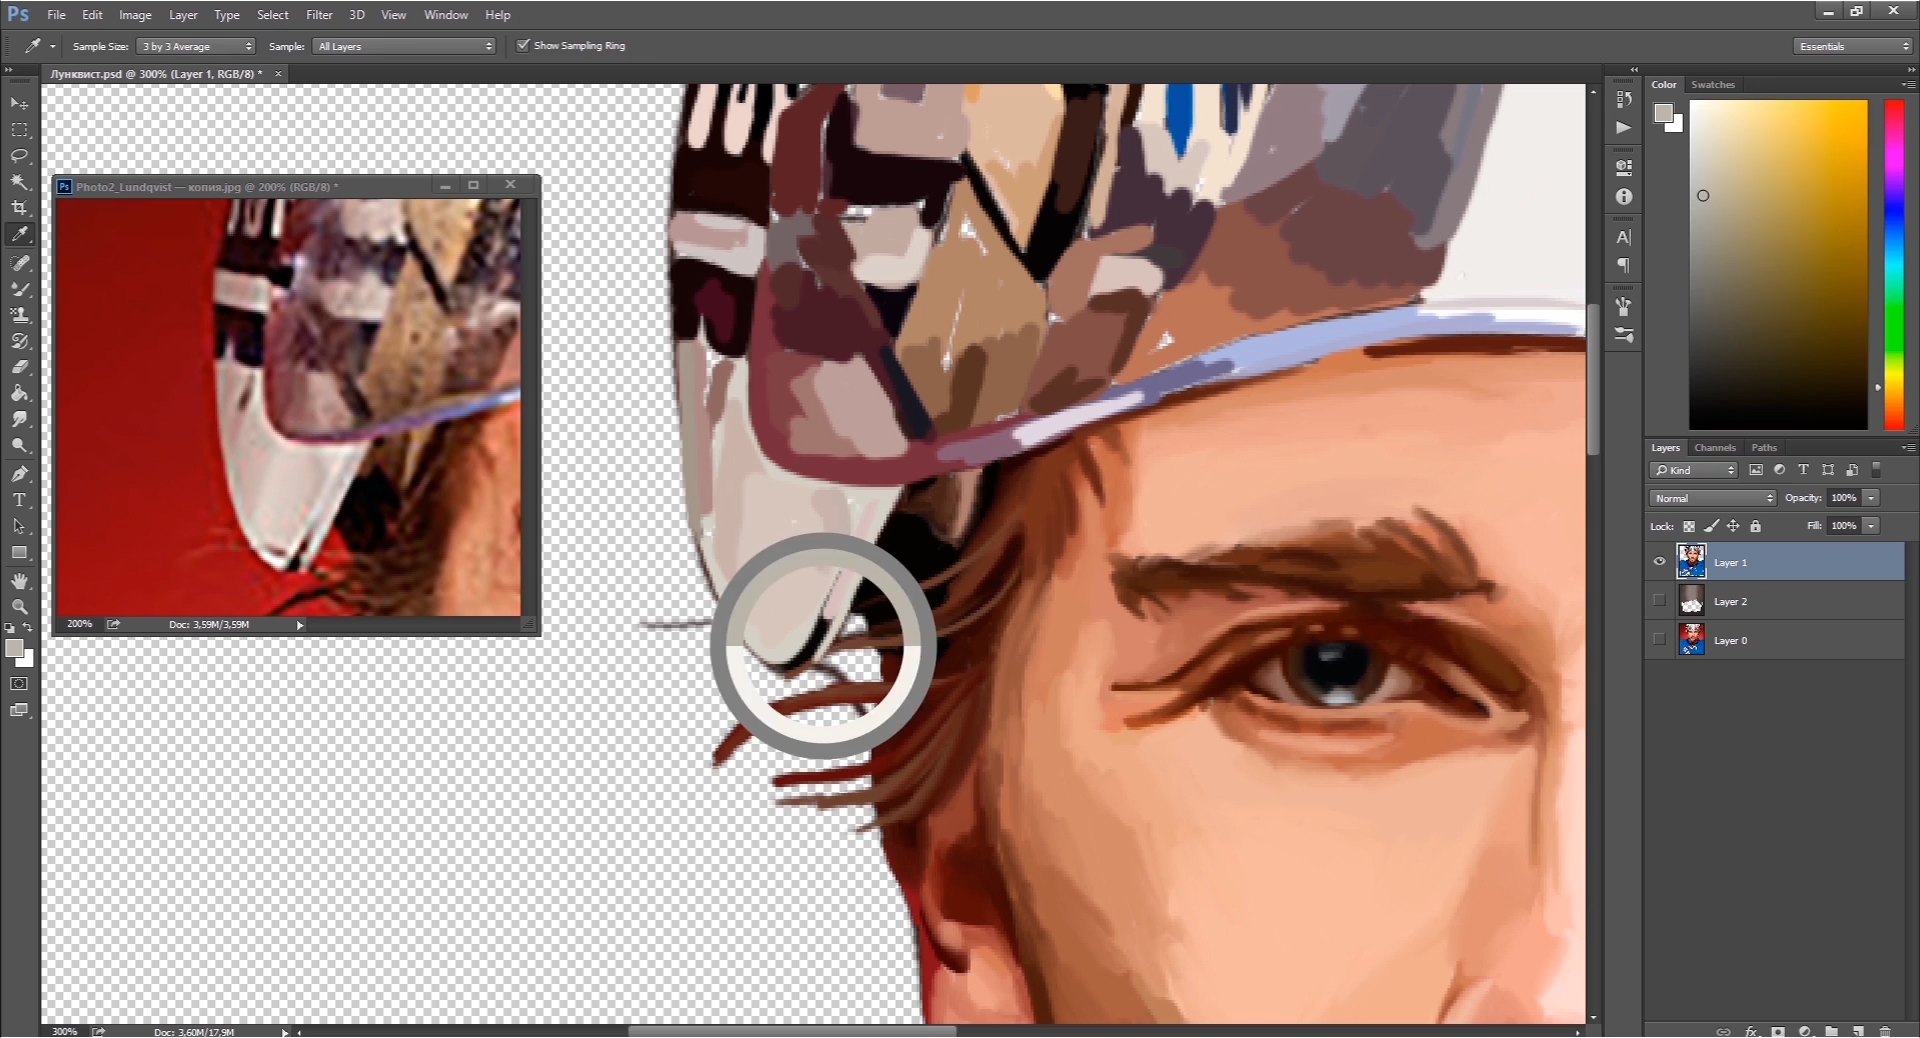 Ps File Edit Image Layer Type Select Filter 3D View Window Help
Sample Size: 3 by 3 Average Sample: All Layers Show Sampling Ring Essentials
Лунквист.psd @ 300% (Layer 1, RGB/8) * ×
Color Swatches
Ps Photo2_Lundqvist — копия.jpg @ 200% (RGB/8) *
A
T
Layers Channels Paths
Kind T
Normal Opacity: 100%
Lock: Fill: 100%
Layer 1
Layer 2
Layer 0
200% Doc: 3,59M/3,59M
300% Doc: 3,60M/17,9M
fx